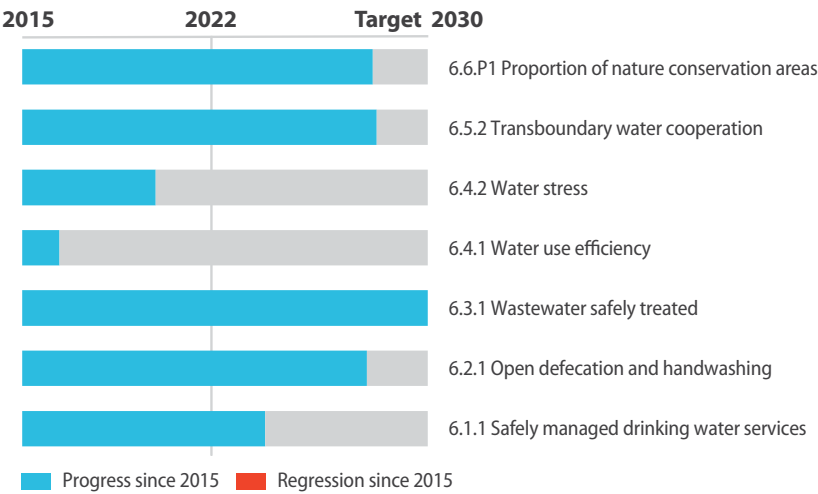 2015 2022 Target 2030
6.6.P1 Proportion of nature conservation areas
6.5.2 Transboundary water cooperation
6.4.2 Water stress
6.4.1 Water use efficiency
6.3.1 Wastewater safely treated
6.2.1 Open defecation and handwashing
6.1.1 Safely managed drinking water services
Progress since 2015 Regression since 2015